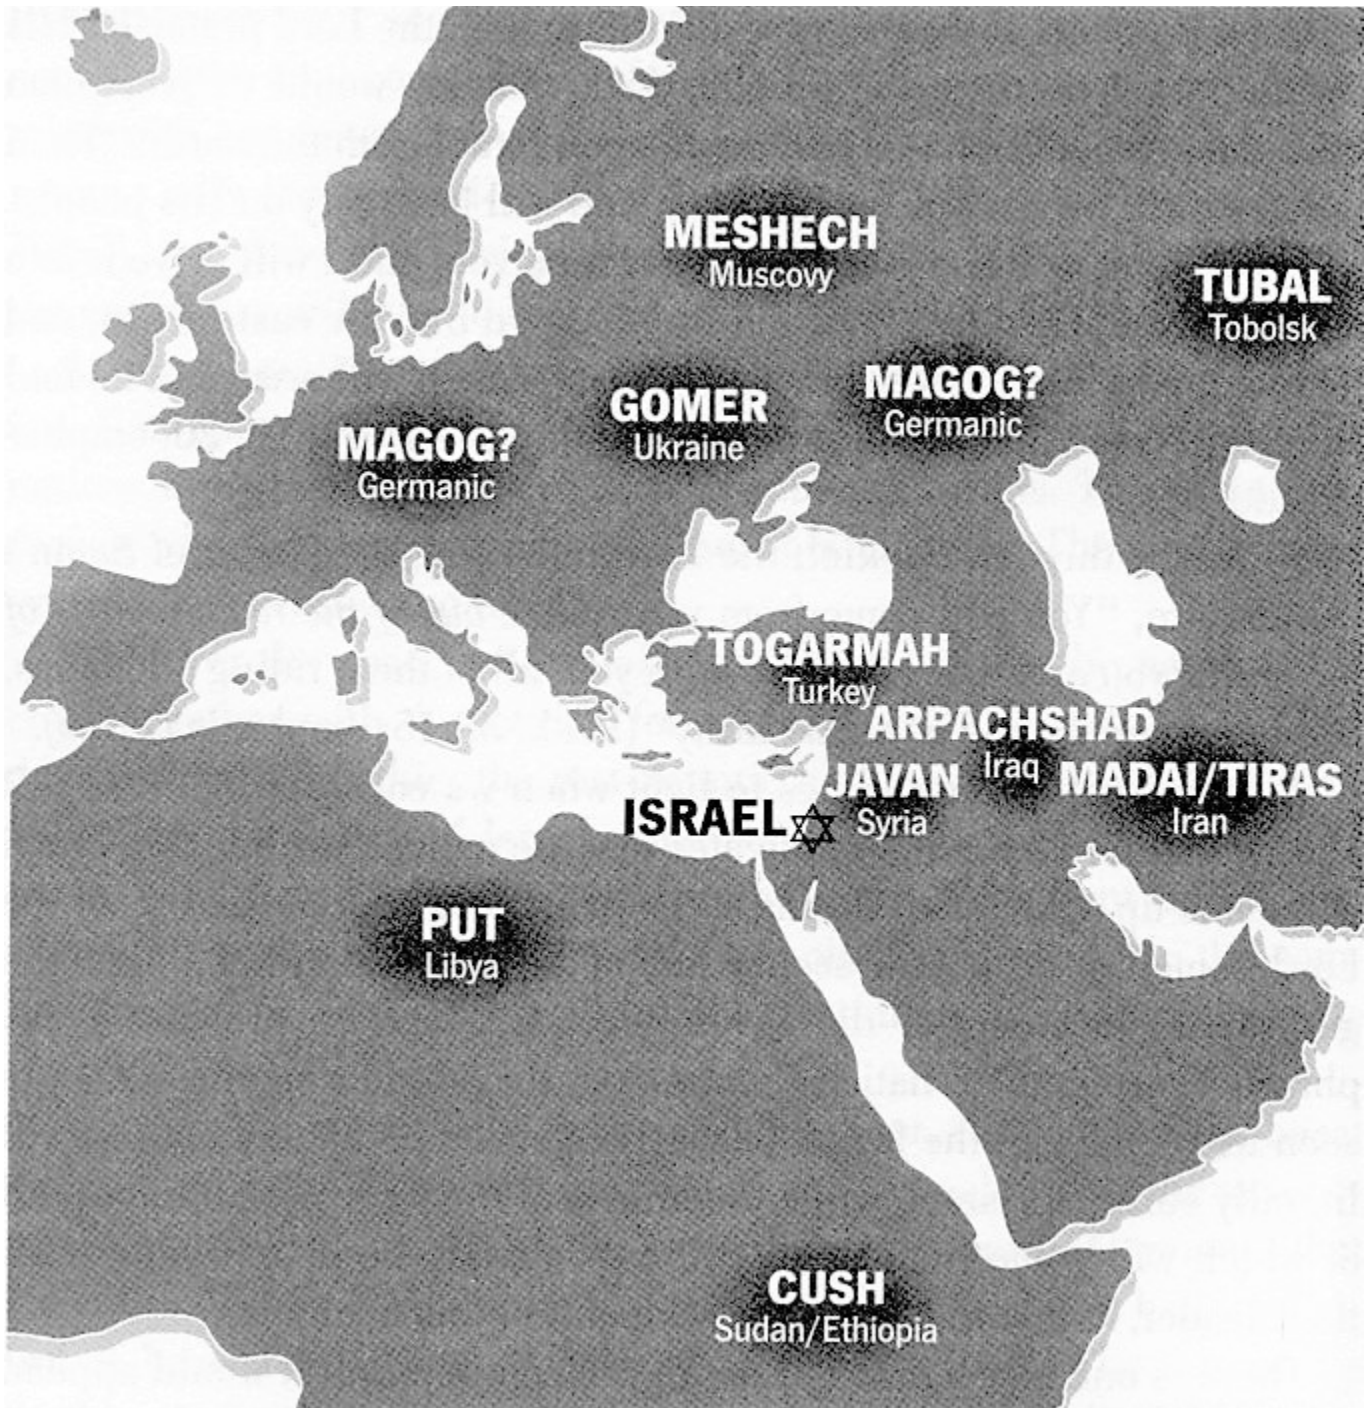 MESHECH
Muscovy
TUBAL
Tobolsk
MAGOG?
Germanic
GOMER
Ukraine
MAGOG?
Germanic
TOGARMAH
Turkey
ARPACHSHAD
Iraq
JAVAN
Syria
MADAI/TIRAS
Iran
ISRAEL
PUT
Libya
CUSH
Sudan/Ethiopia